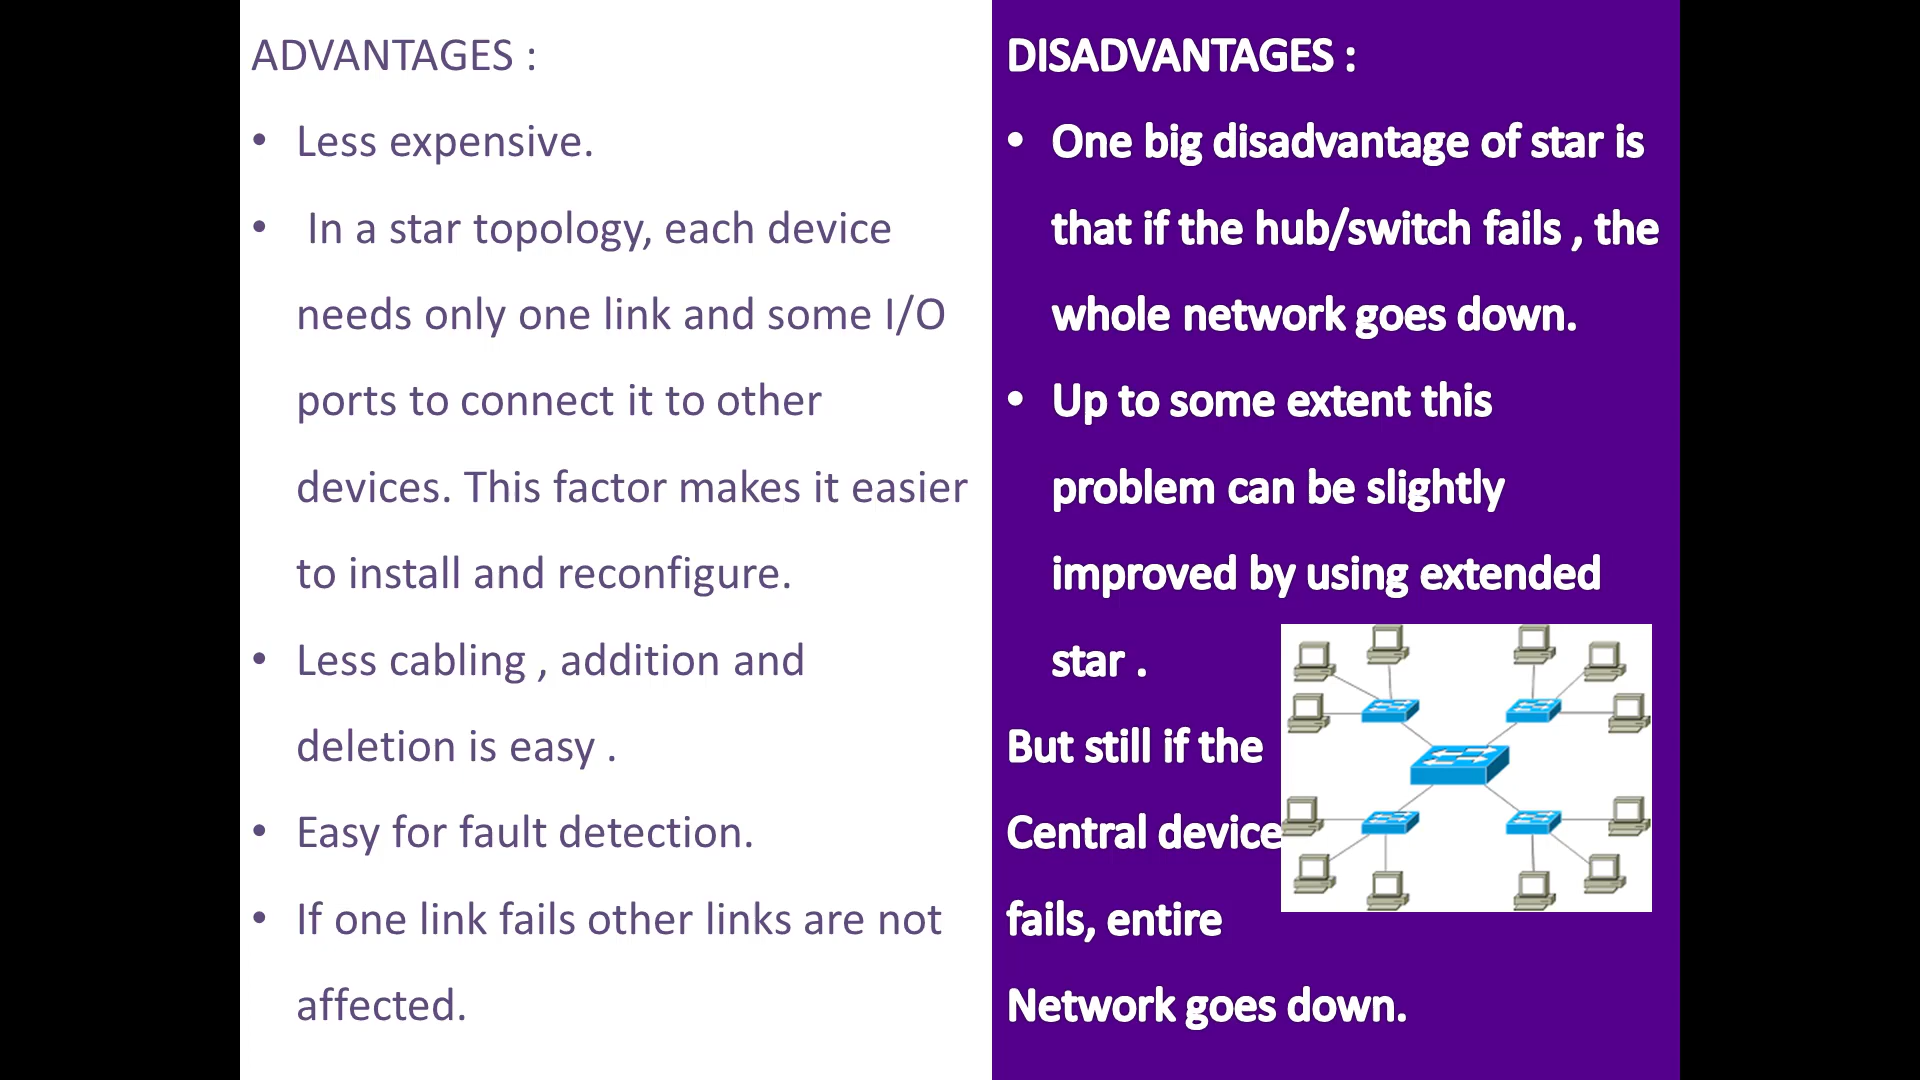 ADVANTAGES :
• Less expensive.
• In a star topology, each device
needs only one link and some I/O
ports to connect it to other
devices. This factor makes it easier
to install and reconfigure.
• Less cabling , addition and
deletion is easy .
• Easy for fault detection.
• If one link fails other links are not
affected.
DISADVANTAGES :
• One big disadvantage of star is
that if the hub/switch fails , the
whole network goes down.
• Up to some extent this
problem can be slightly
improved by using extended
star .
But still if the
Central device
fails, entire
Network goes down.